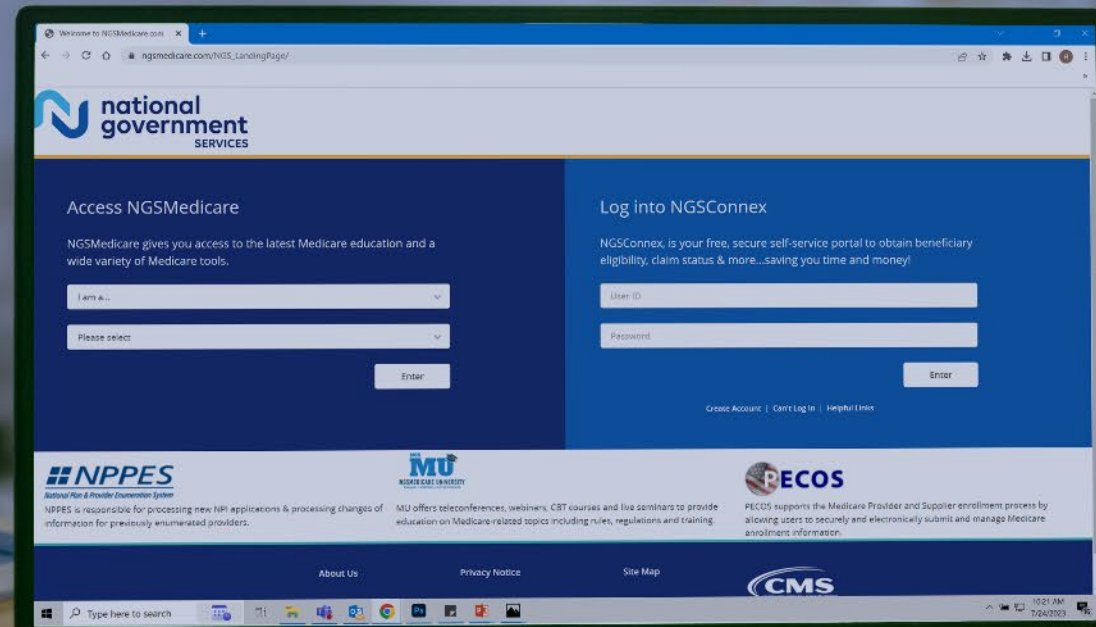 Welcome to NGSMedicare.com
ngsmedicare.com/NGS_LandingPage/
national
government
SERVICES
Access NGSMedicare
NGSMedicare gives you access to the latest Medicare education and a
wide variety of Medicare tools.
I am a...
Please select
Enter
Log into NGSConnex
NGSConnex, is your free, secure self-service portal to obtain beneficiary
eligibility, claim status & more...saving you time and money!
User ID
Password
Enter
Create Account | Can't Log In | Helpful Links
NPPES
National Plan & Provider Enumeration System
NPPES is responsible for processing new NPI applications & processing changes of
information for previously enumerated providers.
MU
NGSMEDICARE UNIVERSITY
MU offers teleconferences, webinars, CBT courses and live seminars to provide
education on Medicare-related topics including rules, regulations and training.
PECOS
PECOS supports the Medicare Provider and Supplier enrollment process by
allowing users to securely and electronically submit and manage Medicare
enrollment information.
About Us
Privacy Notice
Site Map
CMS
Type here to search
10:21 AM
7/24/2023